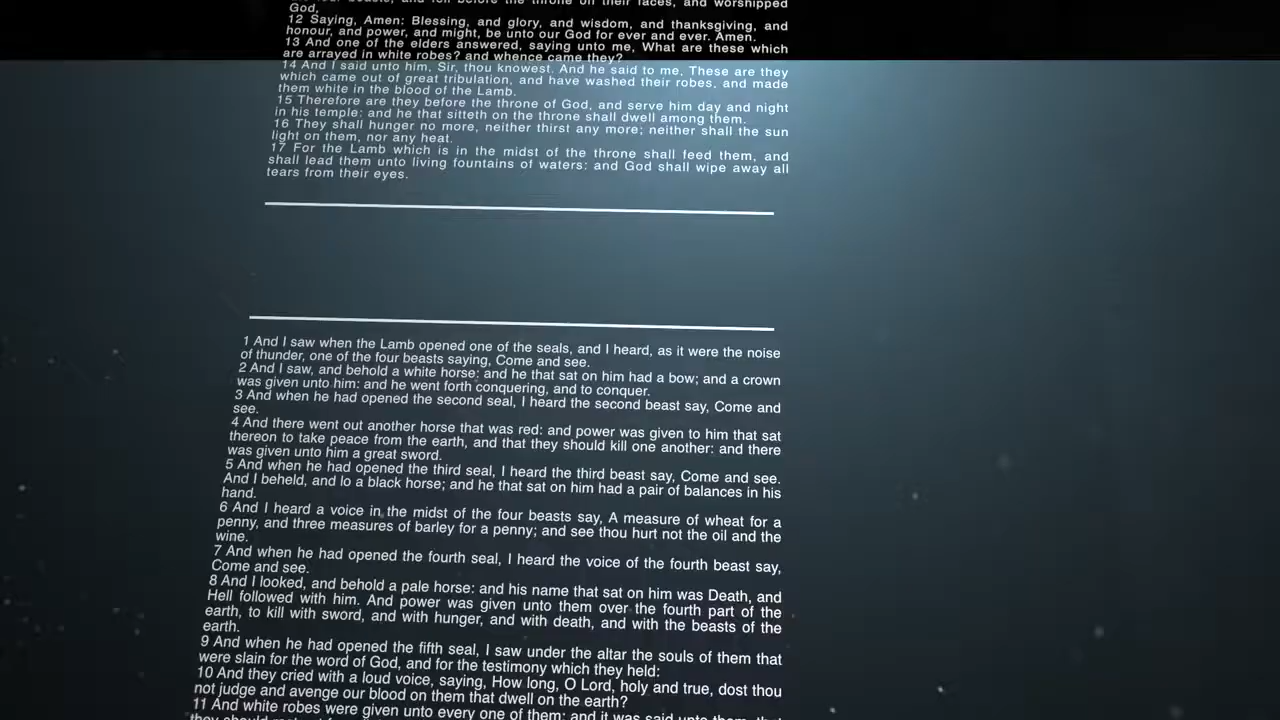 four beasts, and fell before the throne on their faces, and worshipped
God,
12 Saying, Amen: Blessing, and glory, and wisdom, and thanksgiving, and
honour, and power, and might, be unto our God for ever and ever. Amen.
13 And one of the elders answered, saying unto me, What are these which
are arrayed in white robes? and whence came they?
14 And I said unto him, Sir, thou knowest. And he said to me, These are they
which came out of great tribulation, and have washed their robes, and made
them white in the blood of the Lamb.
15 Therefore are they before the throne of God, and serve him day and night
in his temple: and he that sitteth on the throne shall dwell among them.
16 They shall hunger no more, neither thirst any more; neither shall the sun
light on them, nor any heat.
17 For the Lamb which is in the midst of the throne shall feed them, and
shall lead them unto living fountains of waters: and God shall wipe away all
tears from their eyes.
1 And I saw when the Lamb opened one of the seals, and I heard, as it were the noise
of thunder, one of the four beasts saying, Come and see.
2 And I saw, and behold a white horse: and he that sat on him had a bow; and a crown
was given unto him: and he went forth conquering, and to conquer.
3 And when he had opened the second seal, I heard the second beast say, Come and
see.
4 And there went out another horse that was red: and power was given to him that sat
thereon to take peace from the earth, and that they should kill one another: and there
was given unto him a great sword.
5 And when he had opened the third seal, I heard the third beast say, Come and see.
And I beheld, and lo a black horse; and he that sat on him had a pair of balances in his
hand.
6 And I heard a voice in the midst of the four beasts say, A measure of wheat for a
penny, and three measures of barley for a penny; and see thou hurt not the oil and the
wine.
7 And when he had opened the fourth seal, I heard the voice of the fourth beast say,
Come and see.
8 And I looked, and behold a pale horse: and his name that sat on him was Death, and
Hell followed with him. And power was given unto them over the fourth part of the
earth, to kill with sword, and with hunger, and with death, and with the beasts of the
earth.
9 And when he had opened the fifth seal, I saw under the altar the souls of them that
were slain for the word of God, and for the testimony which they held:
10 And they cried with a loud voice, saying, How long, O Lord, holy and true, dost thou
not judge and avenge our blood on them that dwell on the earth?
11 And white robes were given unto every one of them; and it was said unto them, that
they should rest